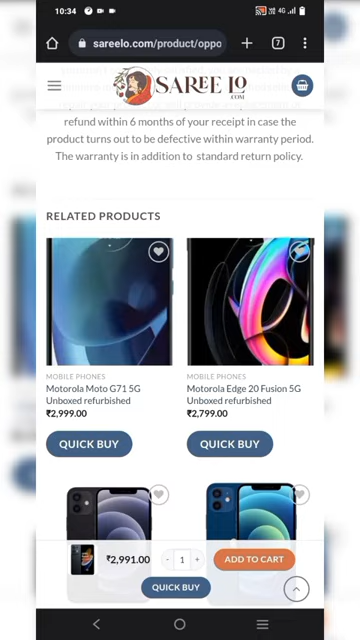 10:34
4G
sareelo.com/product/oppo
7
SAREE LO
.COM
refund within 6 months of your receipt in case the
product turns out to be defective within warranty period.
The warranty is in addition to standard return policy.
RELATED PRODUCTS
MOBILE PHONES
Motorola Moto G71 5G
Unboxed refurbished
₹2,999.00
QUICK BUY
MOBILE PHONES
Motorola Edge 20 Fusion 5G
Unboxed refurbished
₹2,799.00
QUICK BUY
₹2,991.00
- 1 +
ADD TO CART
QUICK BUY